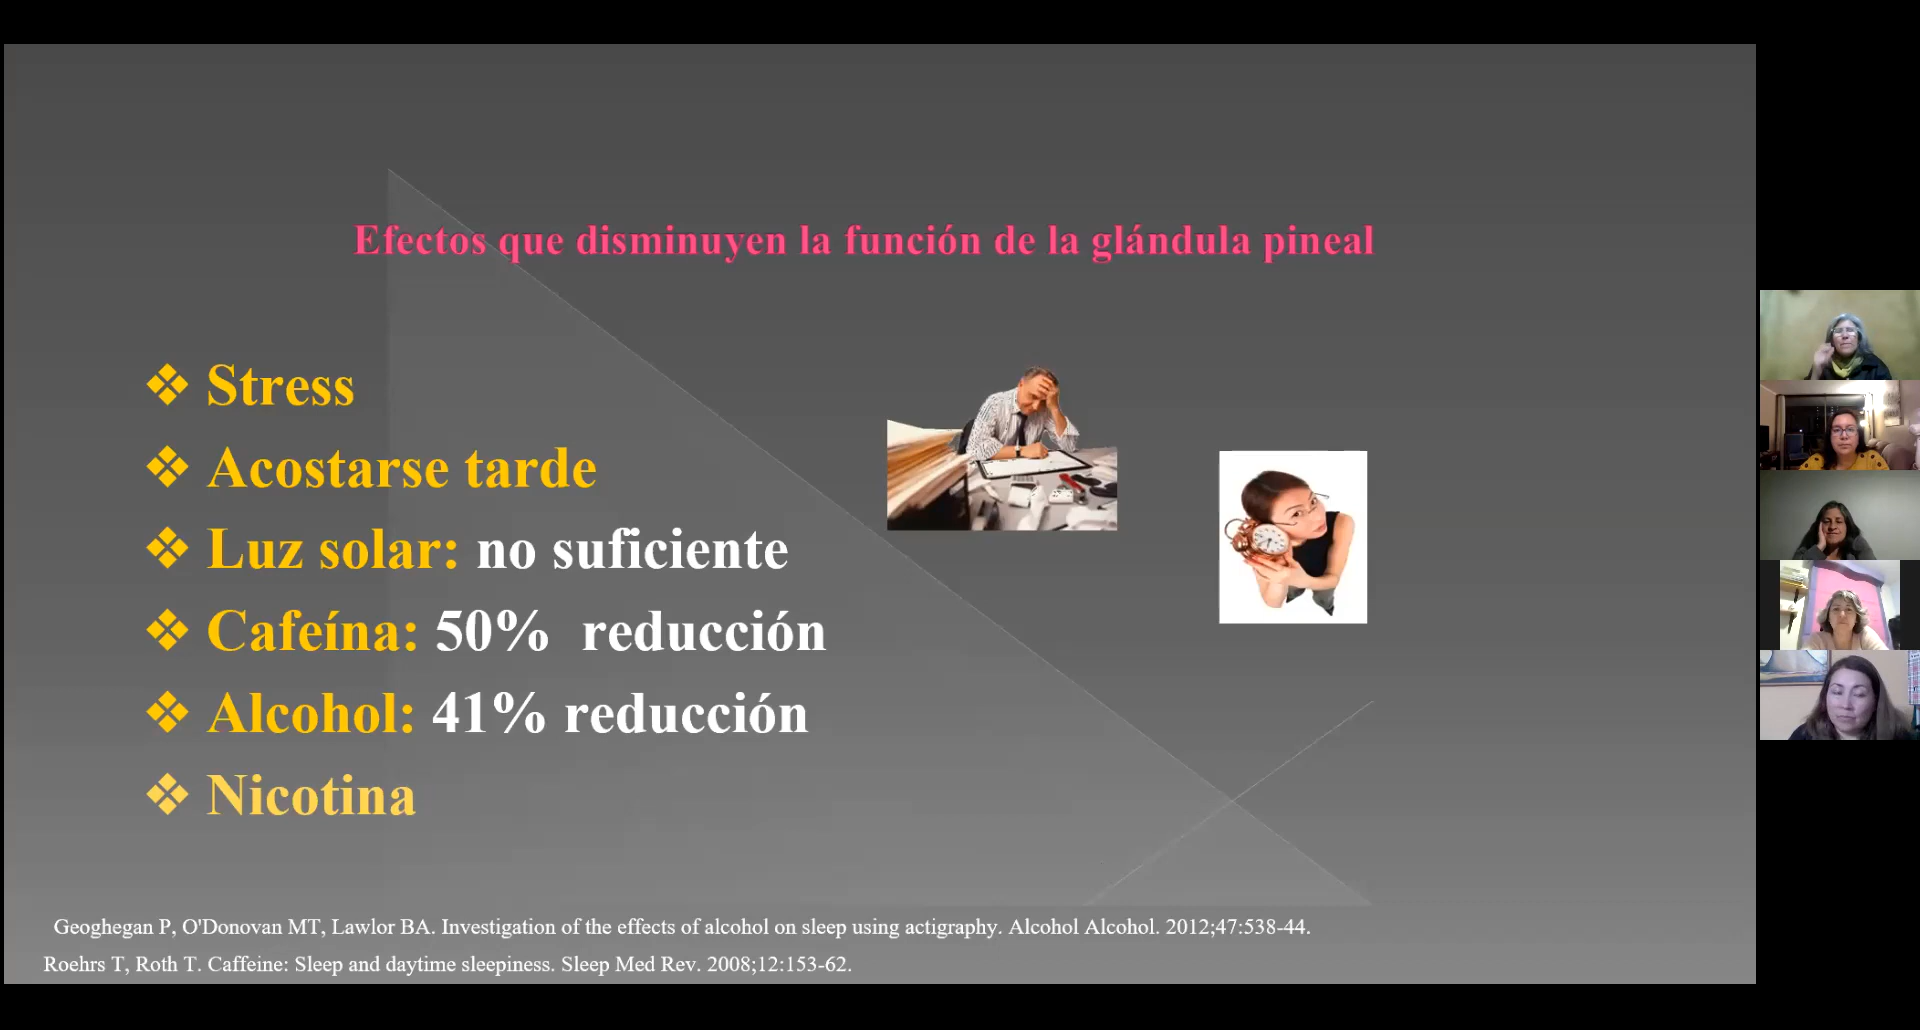 Efectos que disminuyen la función de la glándula pineal
❖ Stress
❖ Acostarse tarde
❖ Luz solar: no suficiente
❖ Cafeína: 50% reducción
❖ Alcohol: 41% reducción
❖ Nicotina
Geoghegan P, O'Donovan MT, Lawlor BA. Investigation of the effects of alcohol on sleep using actigraphy. Alcohol Alcohol. 2012;47:538-44.
Roehrs T, Roth T. Caffeine: Sleep and daytime sleepiness. Sleep Med Rev. 2008;12:153-62.